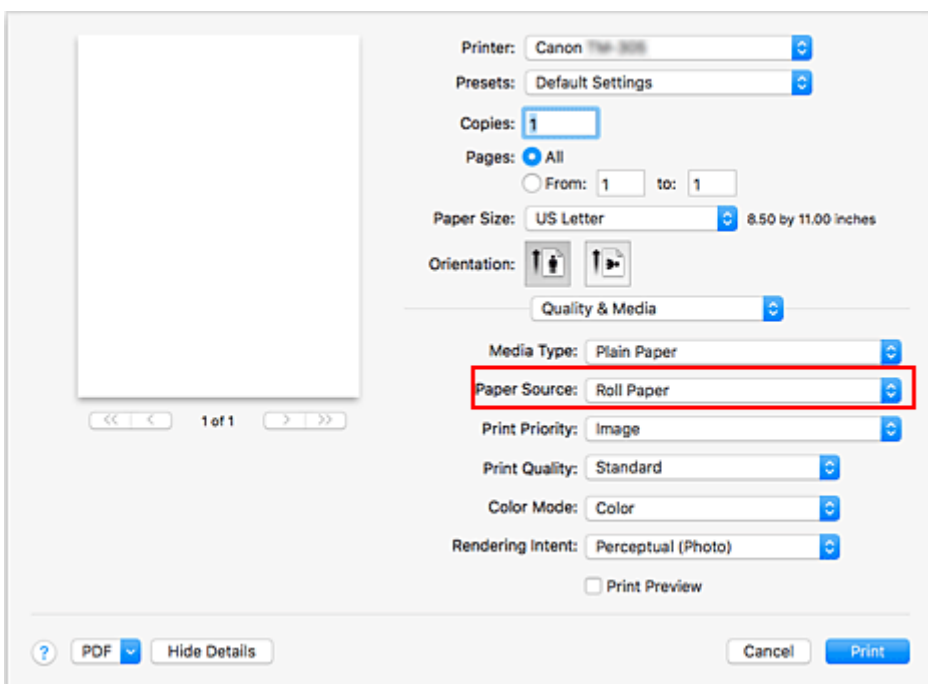 Printer: Canon
Presets: Default Settings
Copies: 1
Pages: All
From: 1 to: 1
Paper Size: US Letter 8.50 by 11.00 inches
Orientation:
Quality & Media
Media Type: Plain Paper
Paper Source: Roll Paper
<< < 1 of 1 > >>
Print Priority: Image
Print Quality: Standard
Color Mode: Color
Rendering Intent: Perceptual (Photo)
Print Preview
? PDF Hide Details Cancel Print